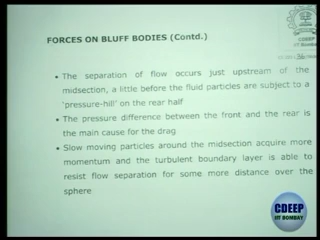 FORCES ON BLUFF BODIES (Contd.)
CDEEP
IIT Bombay
• The separation of flow occurs just upstream of the
midsection, a little before the fluid particles are subject to a
'pressure-hill' on the rear half
• The pressure difference between the front and the rear is
the main cause for the drag
• Slow moving particles around the midsection acquire more
momentum and the turbulent boundary layer is able to
resist flow separation for some more distance over the
sphere
CDEEP
IIT BOMBAY